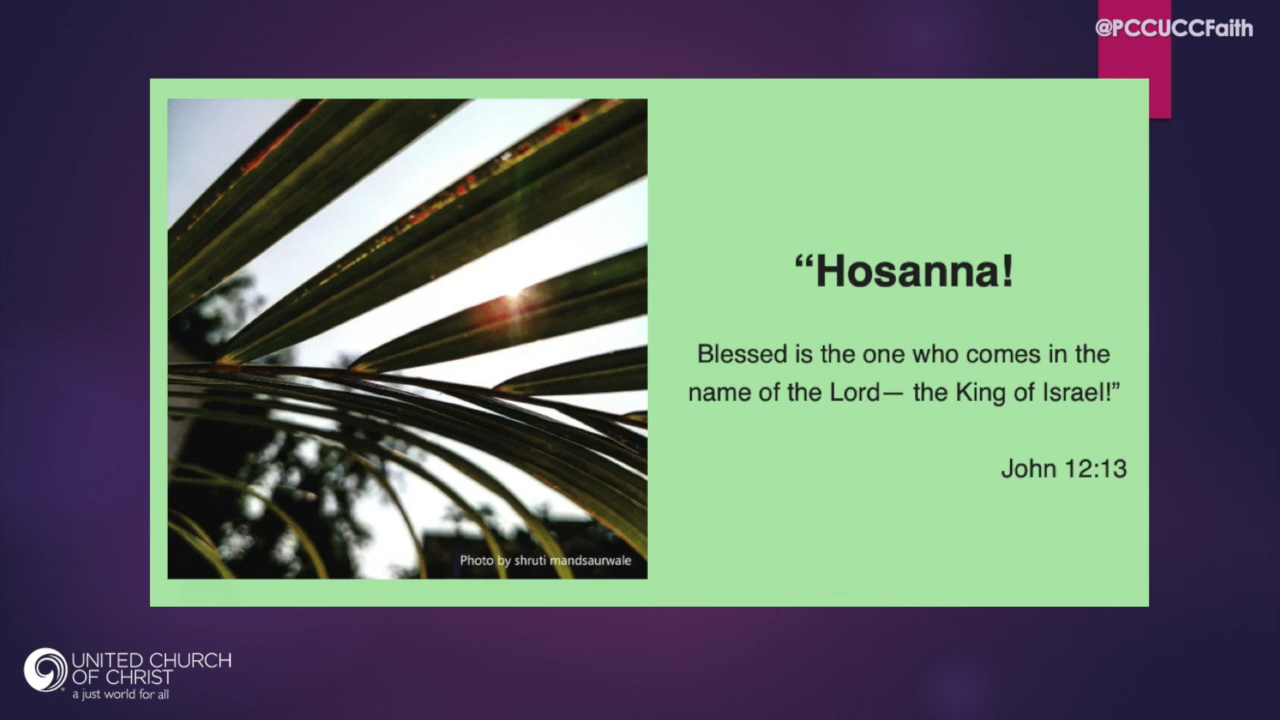 @PCCUCCFaith
“Hosanna!
Blessed is the one who comes in the
name of the Lord— the King of Israel!”
John 12:13
Photo by shruti mandsaurwale
UNITED CHURCH
OF CHRIST
a just world for all